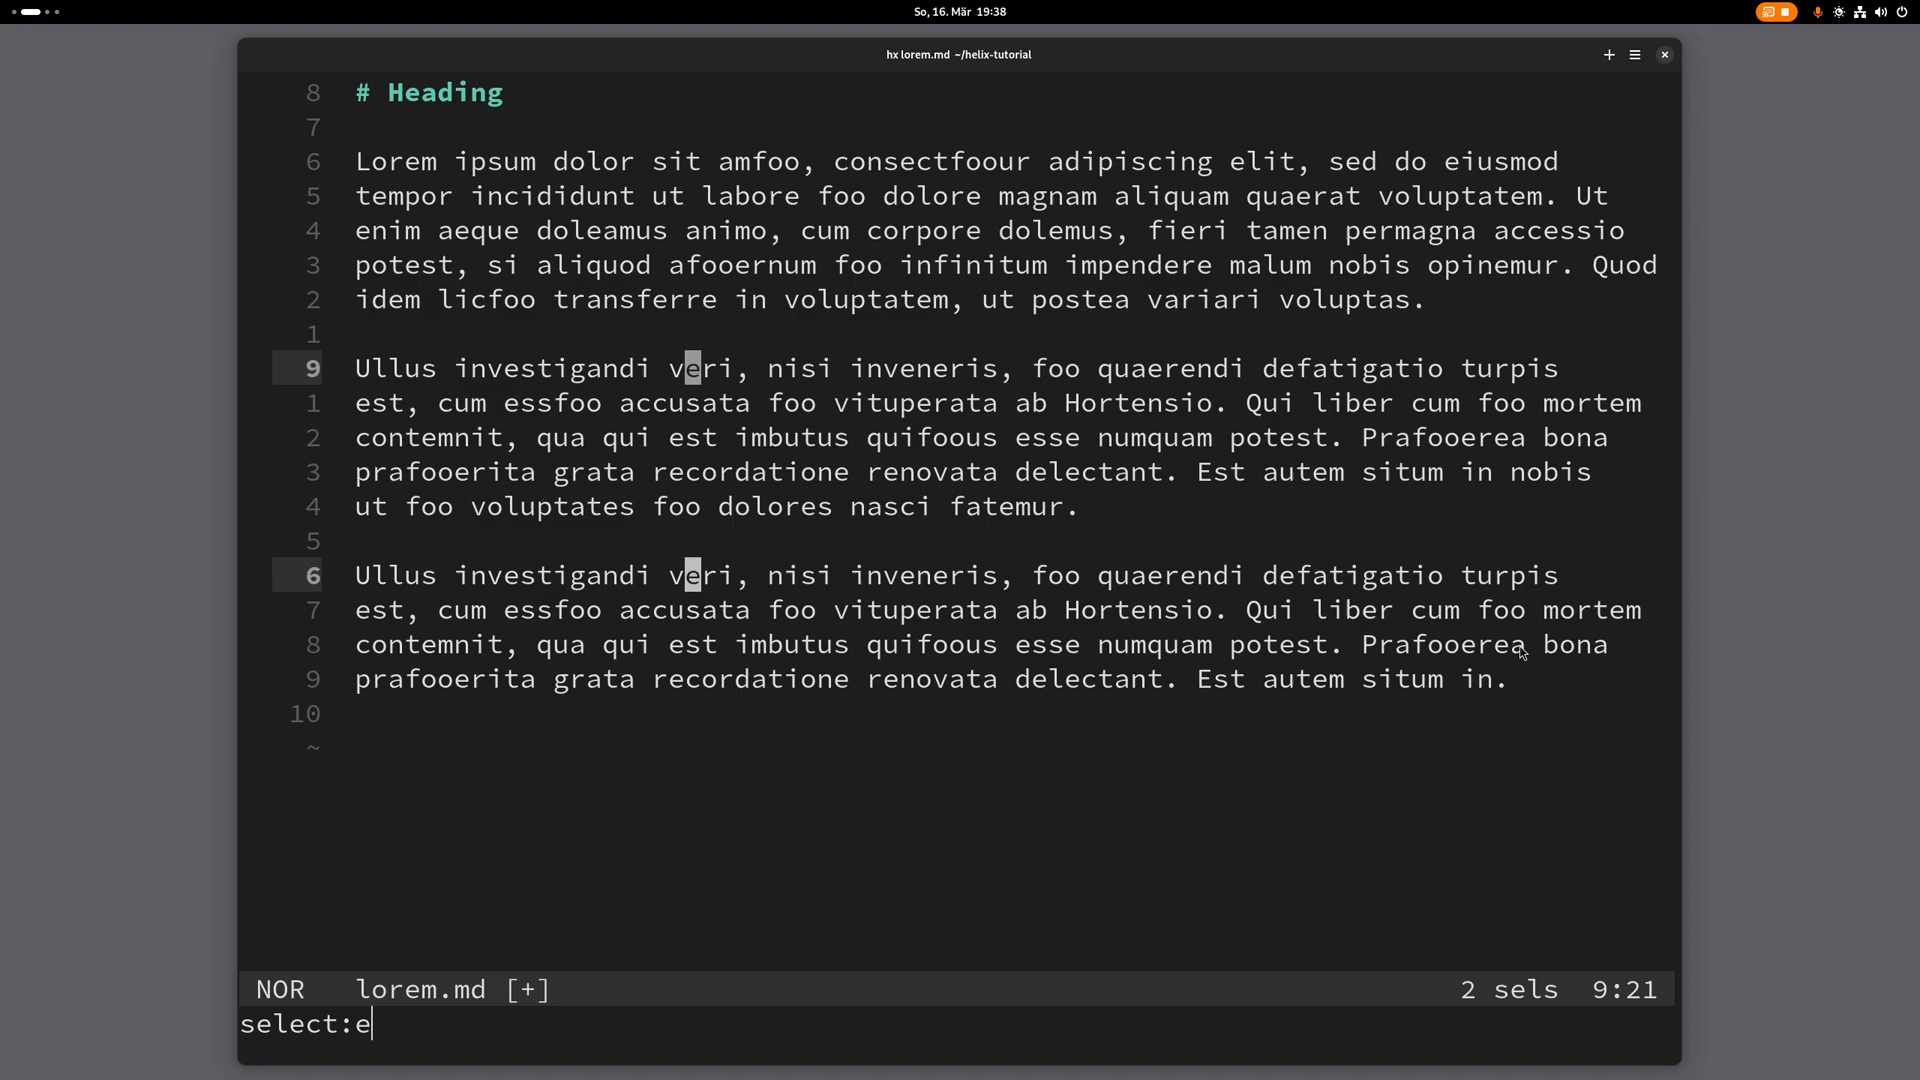 So, 16. Mär 19:38
hx lorem.md ~/helix-tutorial
8 # Heading
7
6 Lorem ipsum dolor sit amfoo, consectfoour adipiscing elit, sed do eiusmod
5 tempor incididunt ut labore foo dolore magnam aliquam quaerat voluptatem. Ut
4 enim aeque doleamus animo, cum corpore dolemus, fieri tamen permagna accessio
3 potest, si aliquod afooernum foo infinitum impendere malum nobis opinemur. Quod
2 idem licfoo transferre in voluptatem, ut postea variari voluptas.
1
9 Ullus investigandi veri, nisi inveneris, foo quaerendi defatigatio turpis
1 est, cum essfoo accusata foo vituperata ab Hortensio. Qui liber cum foo mortem
2 contemnit, qua qui est imbutus quifoous esse numquam potest. Prafooerea bona
3 prafooerita grata recordatione renovata delectant. Est autem situm in nobis
4 ut foo voluptates foo dolores nasci fatemur.
5
6 Ullus investigandi veri, nisi inveneris, foo quaerendi defatigatio turpis
7 est, cum essfoo accusata foo vituperata ab Hortensio. Qui liber cum foo mortem
8 contemnit, qua qui est imbutus quifoous esse numquam potest. Prafooerea bona
9 prafooerita grata recordatione renovata delectant. Est autem situm in.
10
~
NOR lorem.md [+] 2 sels 9:21
select:e